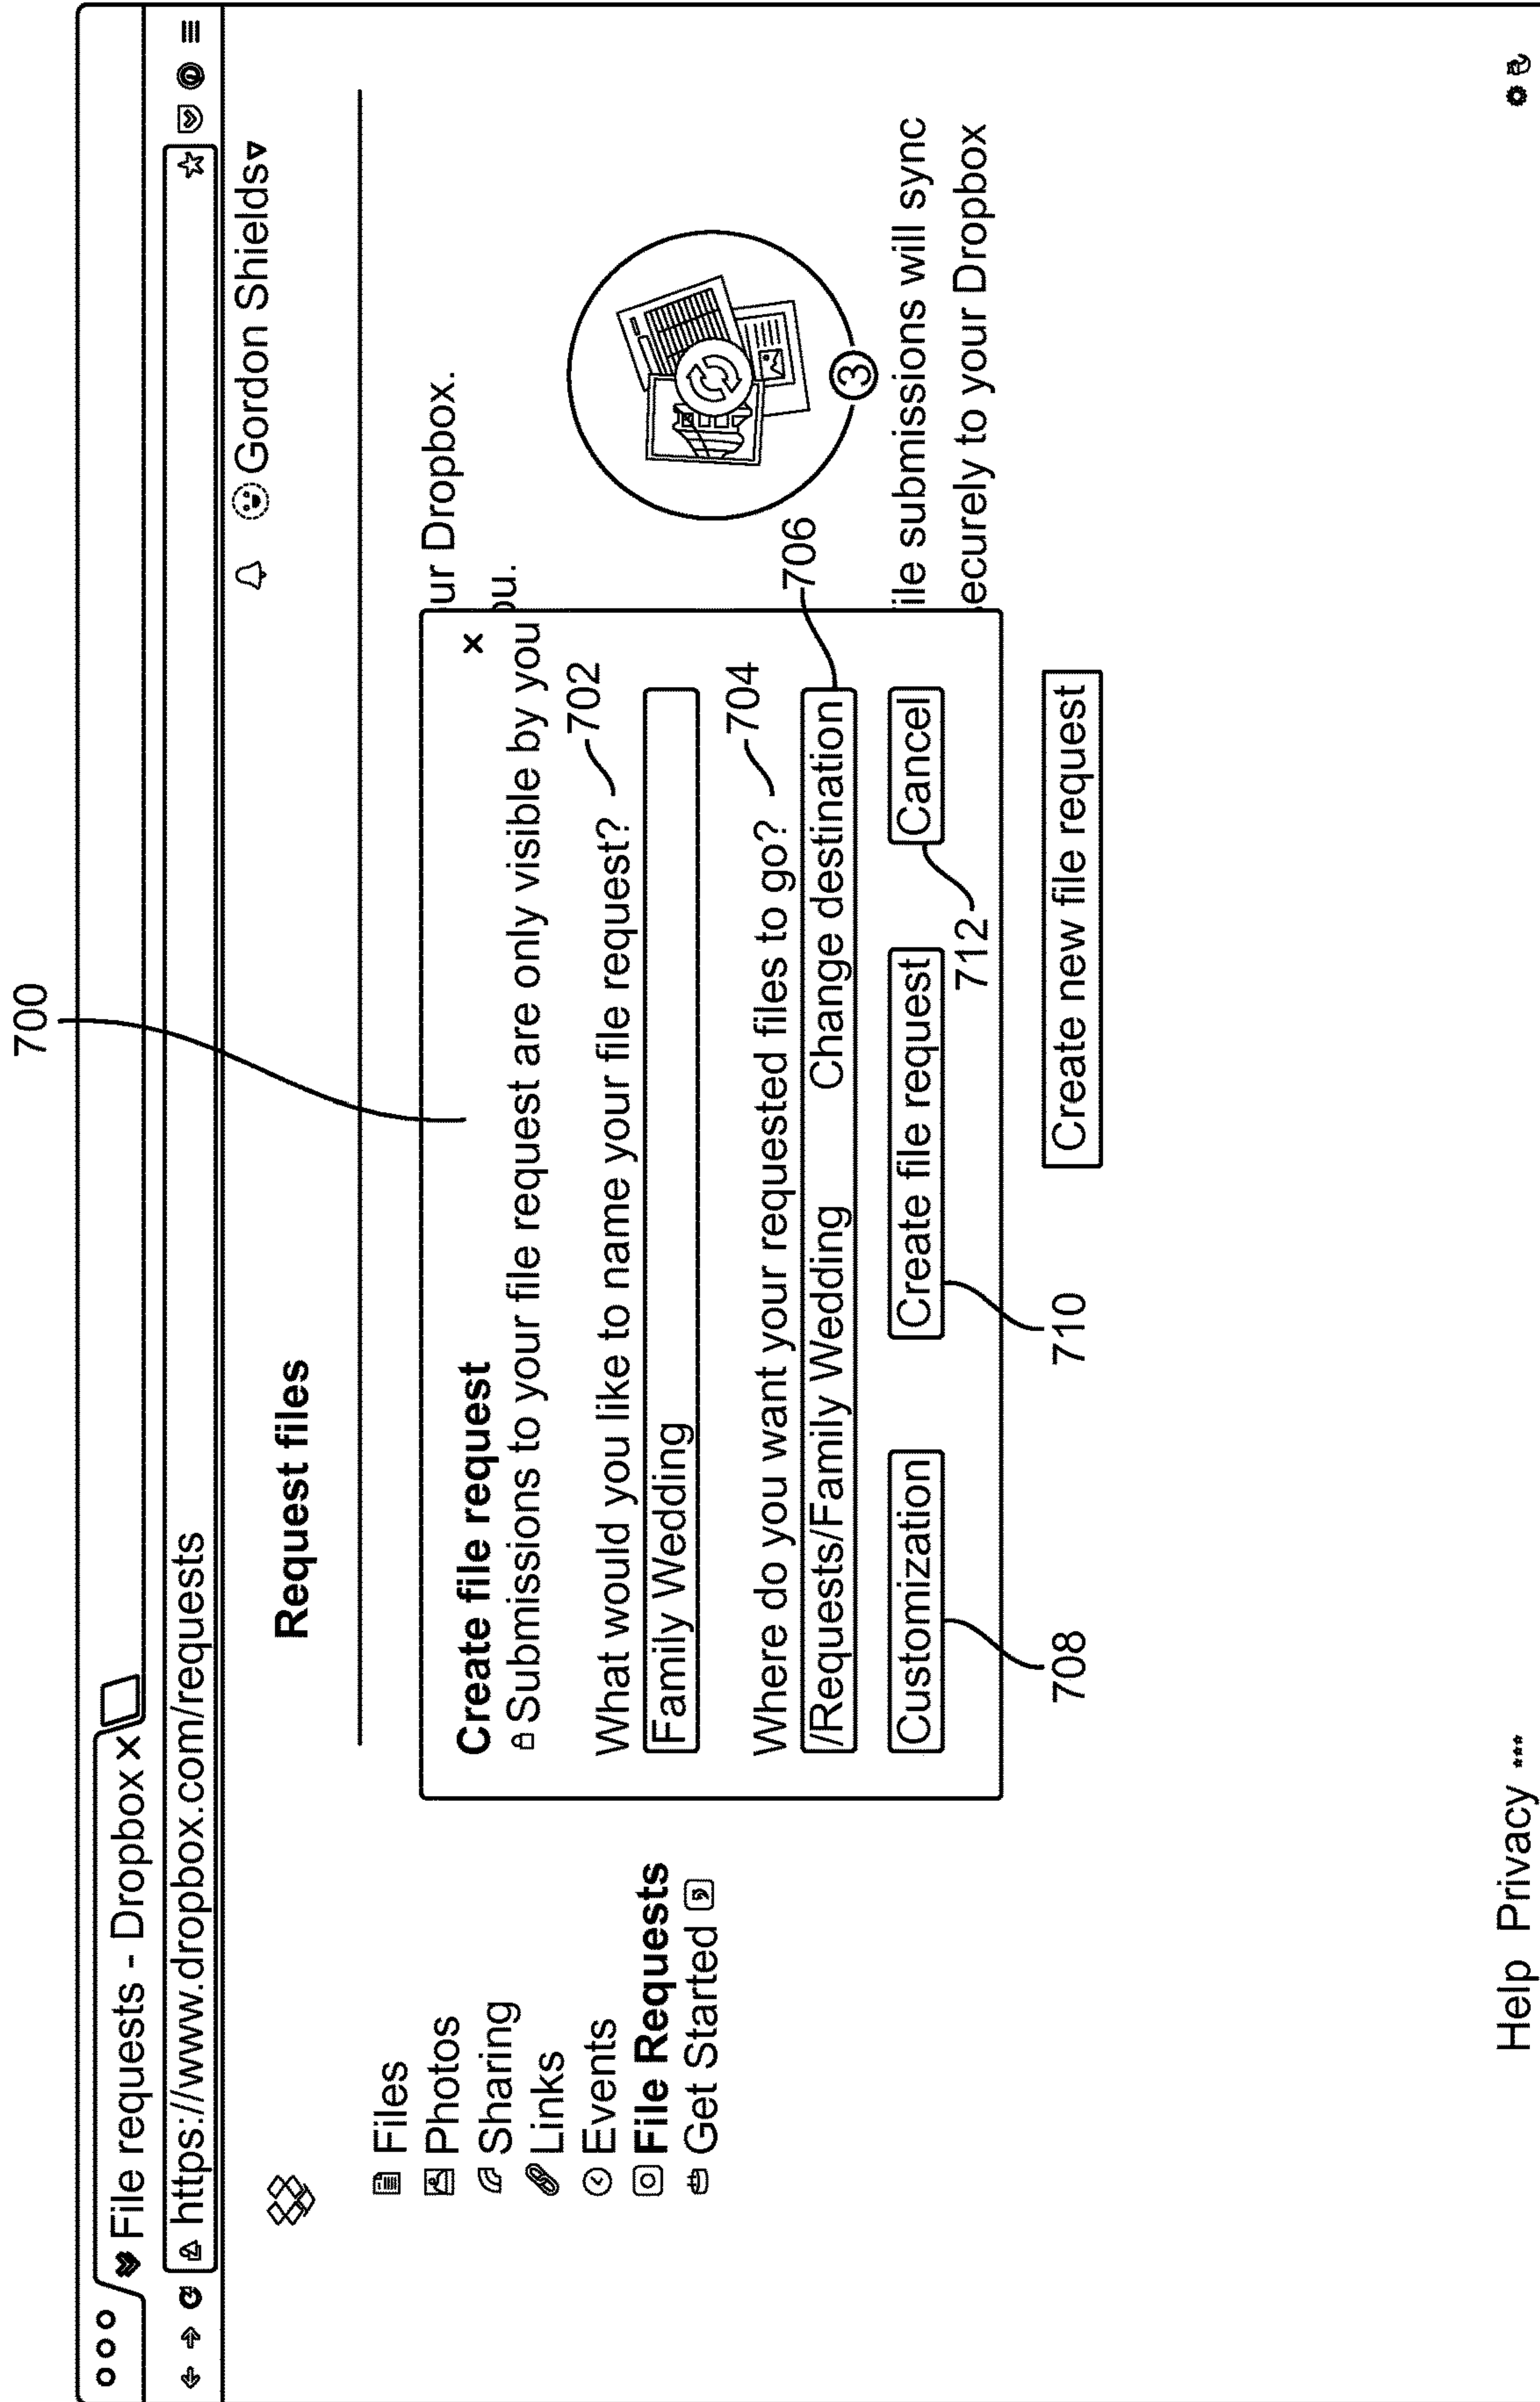 700
File requests - Dropbox X
https://www.dropbox.com/requests
Gordon Shields
Request files
Files
Photos
Sharing
Links
Events
File Requests
Get Started
ur Dropbox.
ou.
Create file request
x
Submissions to your file request are only visible by you
What would you like to name your file request?
702
Family Wedding
Where do you want your requested files to go?
704
/Requests/Family Wedding Change destination
706
Customization Create file request Cancel
712
708
710
3
ile submissions will sync
ecurely to your Dropbox
Create new file request
Help Privacy ***